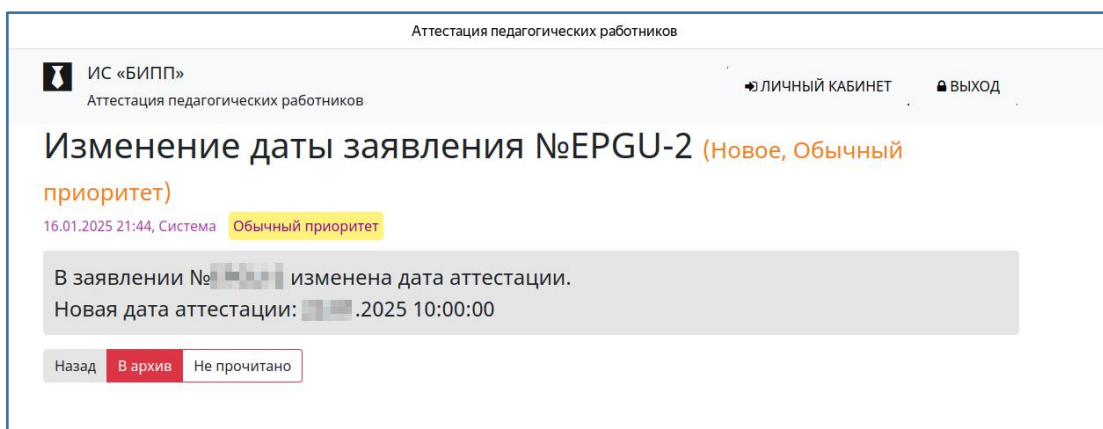 Аттестация педагогических работников
ИС «БИПП»
Аттестация педагогических работников
ЛИЧНЫЙ КАБИНЕТ
ВЫХОД
Изменение даты заявления №EPGU-2 (Новое, Обычный
приоритет)
16.01.2025 21:44, Система Обычный приоритет
В заявлении № изменена дата аттестации.
Новая дата аттестации: .2025 10:00:00
Назад В архив Не прочитано